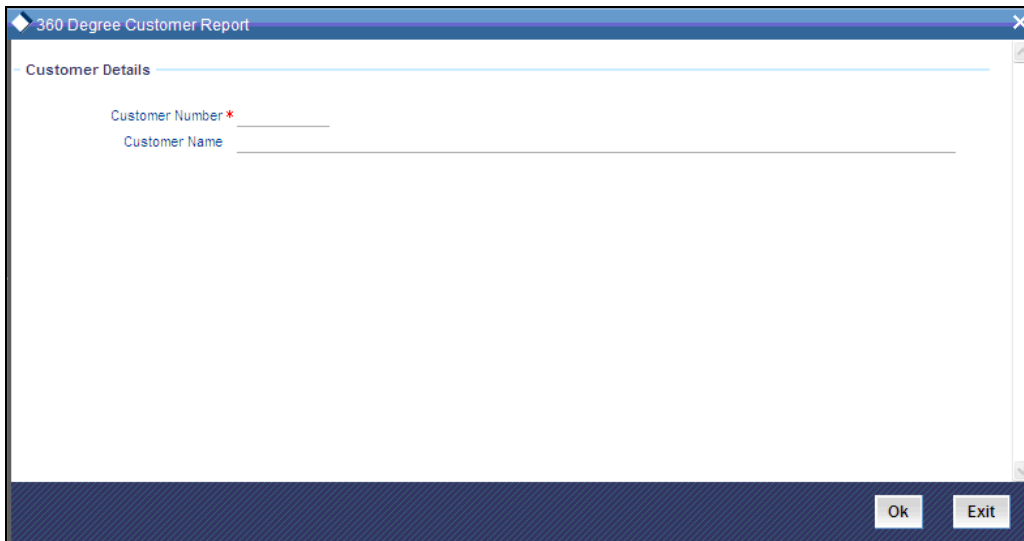 360 Degree Customer Report
Customer Details
Customer Number *
Customer Name
Ok Exit